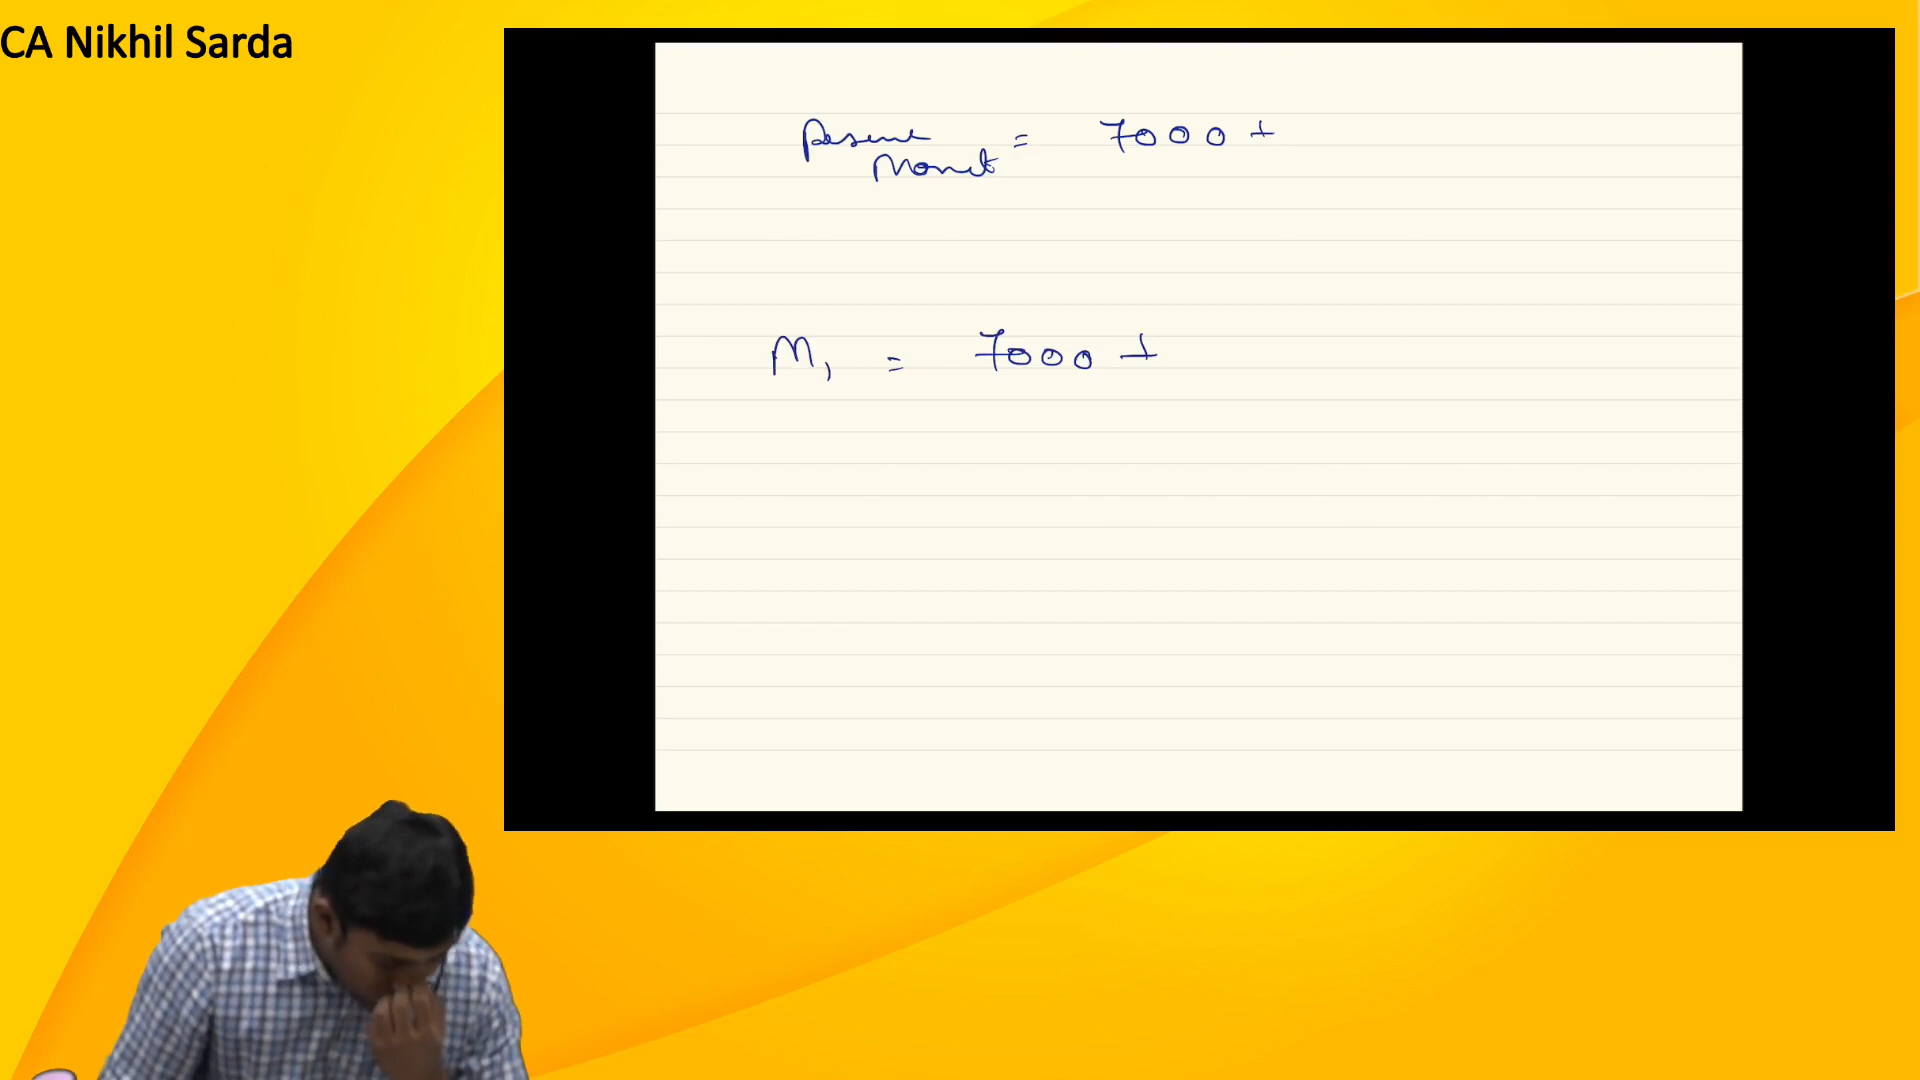 CA Nikhil Sarda
Present = 7000 +
Month
M1 = 7000 +